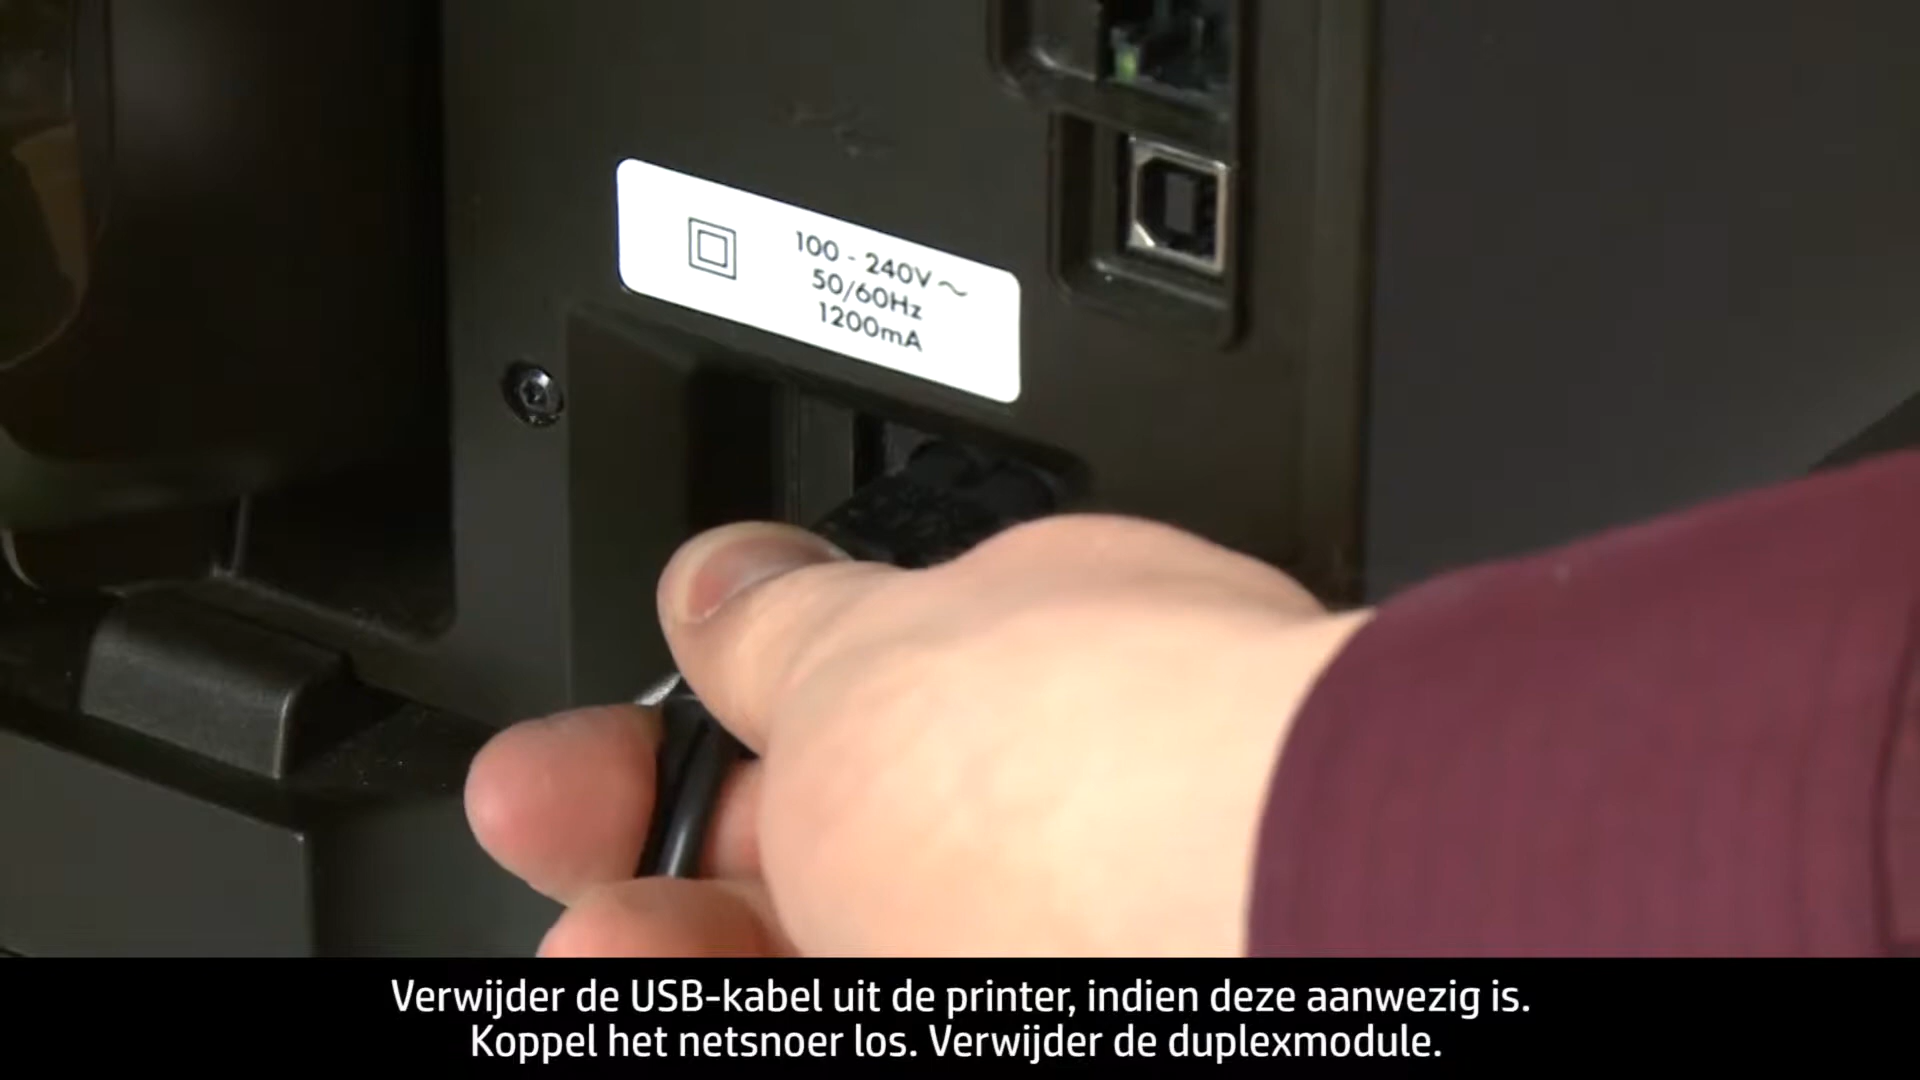 100 - 240V ~
50/60Hz
1200mA
Verwijder de USB-kabel uit de printer, indien deze aanwezig is.
Koppel het netsnoer los. Verwijder de duplexmodule.